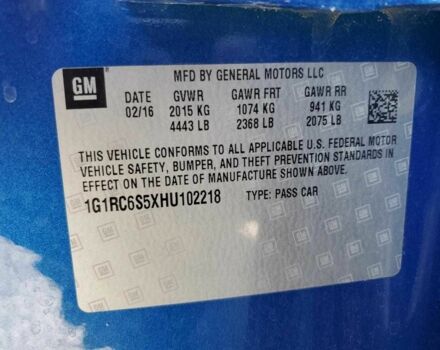 GM
MFD BY GENERAL MOTORS LLC
DATE GVWR GAWR FRT GAWR RR
02/16 2015 KG 1074 KG 941 KG
4443 LB 2368 LB 2075 LB
THIS VEHICLE CONFORMS TO ALL APPLICABLE U.S. FEDERAL MOTOR
VEHICLE SAFETY, BUMPER, AND THEFT PREVENTION STANDARDS IN
EFFECT ON THE DATE OF MANUFACTURE SHOWN ABOVE.
1G1RC6S5XHU102218 TYPE: PASS CAR